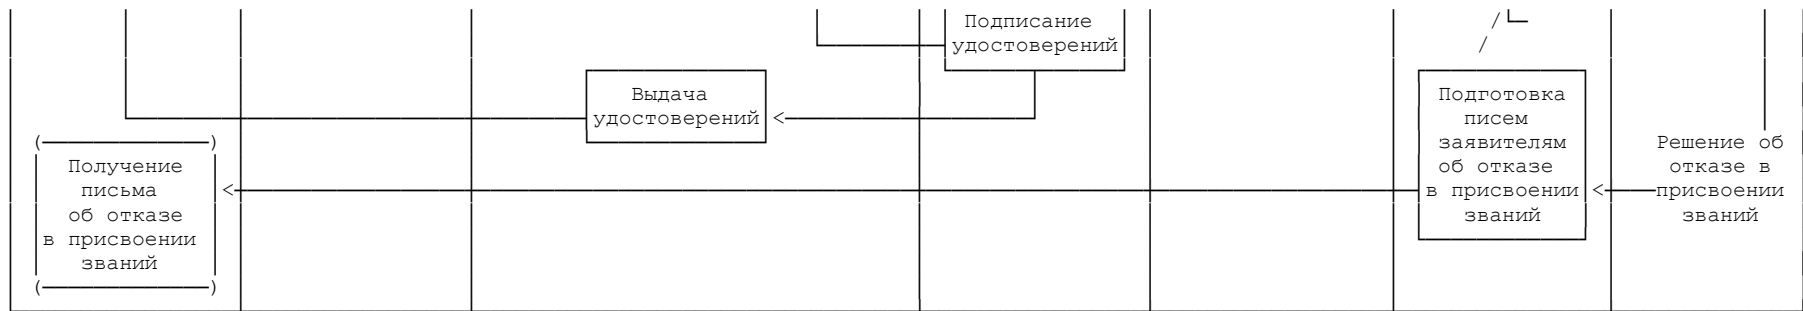 Подписание
удостоверений
Выдача
удостоверений
Подготовка
писем
заявителям
об отказе
в присвоении
званий
Решение об
отказе в
присвоении
званий
Получение
письма
об отказе
в присвоении
званий